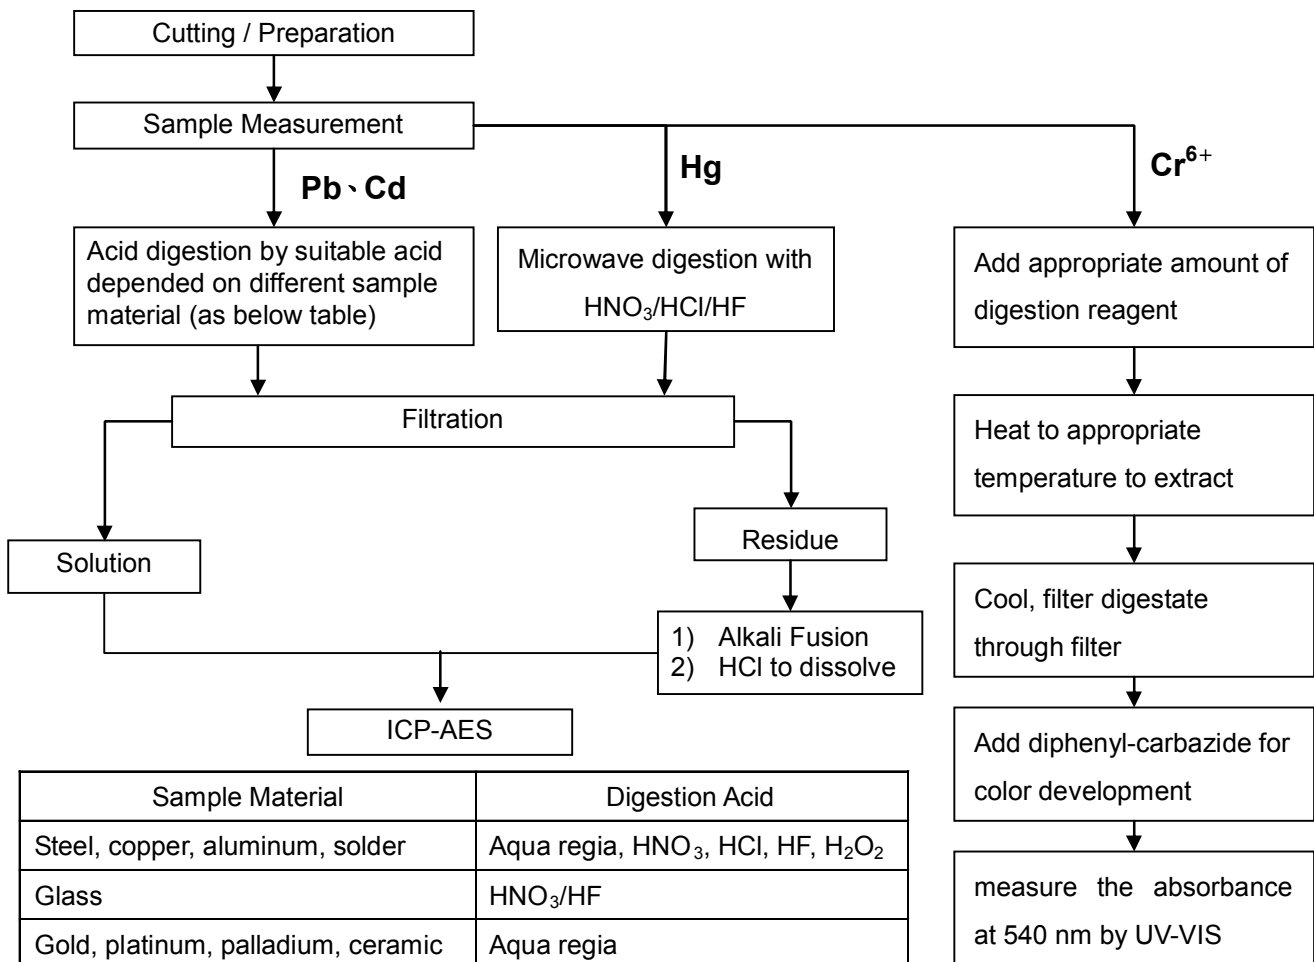 Cutting / Preparation
Sample Measurement
Pb、Cd
Hg
Cr⁶⁺
Acid digestion by suitable acid
depended on different sample
material (as below table)
Microwave digestion with
HNO₃/HCl/HF
Add appropriate amount of
digestion reagent
Filtration
Heat to appropriate
temperature to extract
Solution
Residue
1) Alkali Fusion
2) HCl to dissolve
Cool, filter digestate
through filter
ICP-AES
Add diphenyl-carbazide for
color development
measure the absorbance
at 540 nm by UV-VIS
Sample Material Digestion Acid
Steel, copper, aluminum, solder Aqua regia, HNO₃, HCl, HF, H₂O₂
Glass HNO₃/HF
Gold, platinum, palladium, ceramic Aqua regia